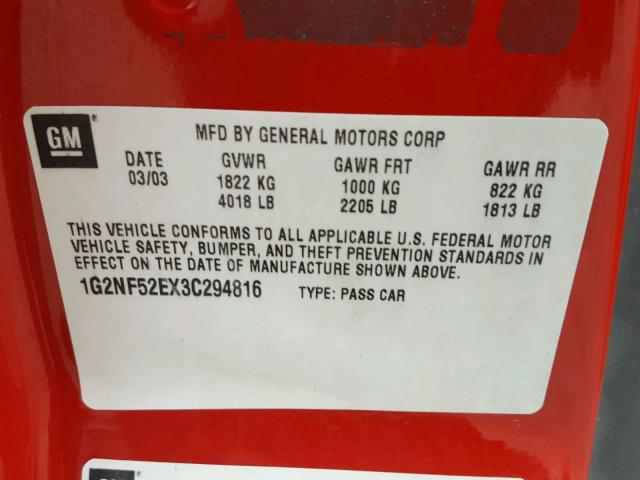 GM
MFD BY GENERAL MOTORS CORP
DATE GVWR GAWR FRT GAWR RR
03/03 1822 KG 1000 KG 822 KG
4018 LB 2205 LB 1813 LB
THIS VEHICLE CONFORMS TO ALL APPLICABLE U.S. FEDERAL MOTOR
VEHICLE SAFETY, BUMPER, AND THEFT PREVENTION STANDARDS IN
EFFECT ON THE DATE OF MANUFACTURE SHOWN ABOVE.
1G2NF52EX3C294816 TYPE: PASS CAR